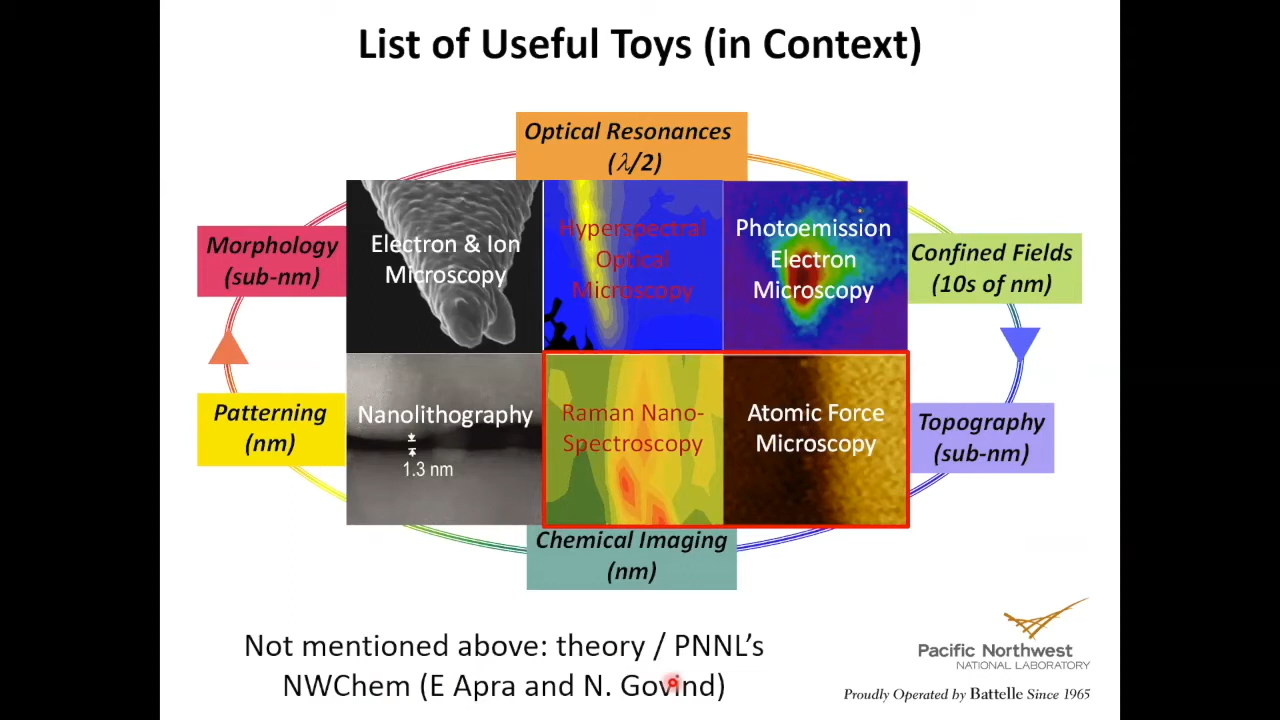 List of Useful Toys (in Context)
Optical Resonances
(λ/2)
Morphology
(sub-nm)
Electron & Ion
Microscopy
Hyperspectral
Optical
Microscopy
Photoemission
Electron
Microscopy
Confined Fields
(10s of nm)
Patterning
(nm)
Nanolithography
1.3 nm
Raman Nano-
Spectroscopy
Atomic Force
Microscopy
Topography
(sub-nm)
Chemical Imaging
(nm)
Not mentioned above: theory / PNNL's
NWChem (E Apra and N. Govind)
Pacific Northwest
NATIONAL LABORATORY
Proudly Operated by Battelle Since 1965